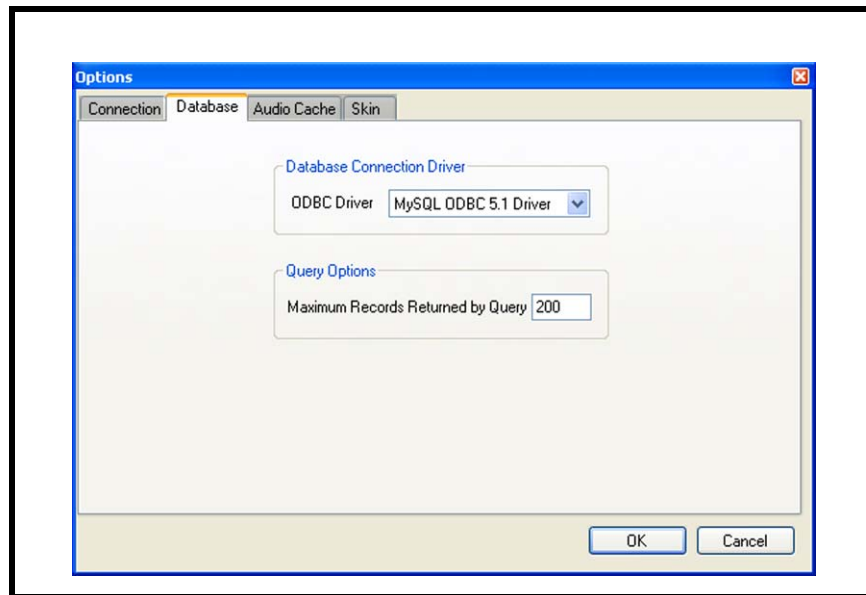 Options
Connection Database Audio Cache Skin
Database Connection Driver
ODBC Driver MySQL ODBC 5.1 Driver
Query Options
Maximum Records Returned by Query 200
OK Cancel